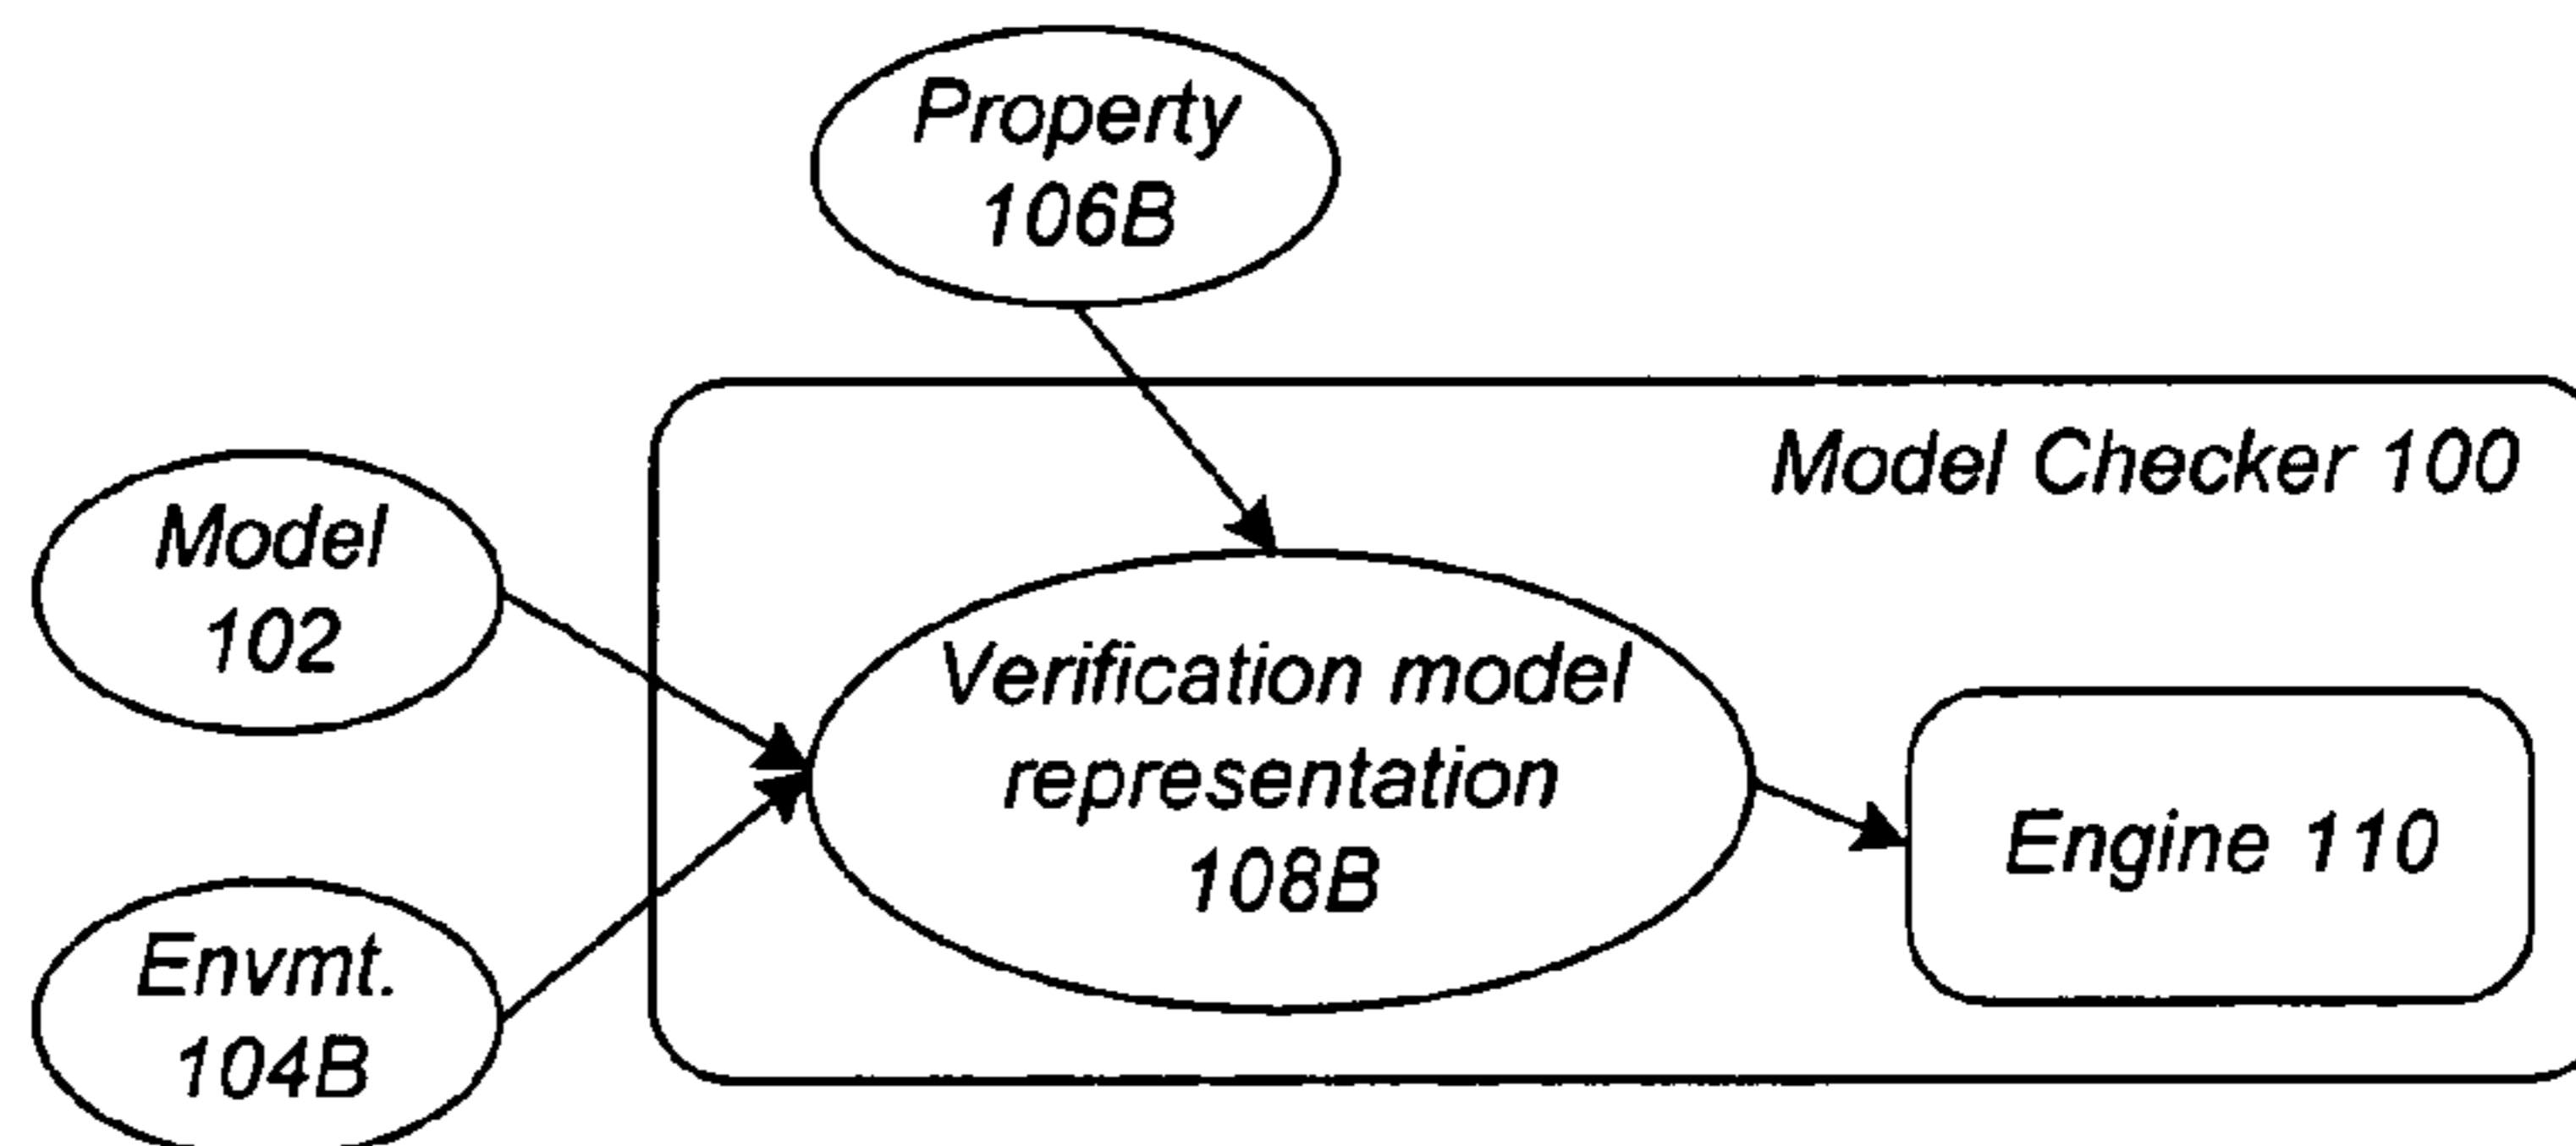 Property
106B
Model Checker 100
Model
102
Verification model
representation
108B
Engine 110
Envmt.
104B